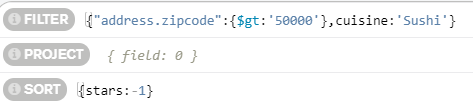 FILTER {"address.zipcode":{$gt:'50000'},cuisine:'Sushi'}
PROJECT { field: 0 }
SORT {stars:-1}